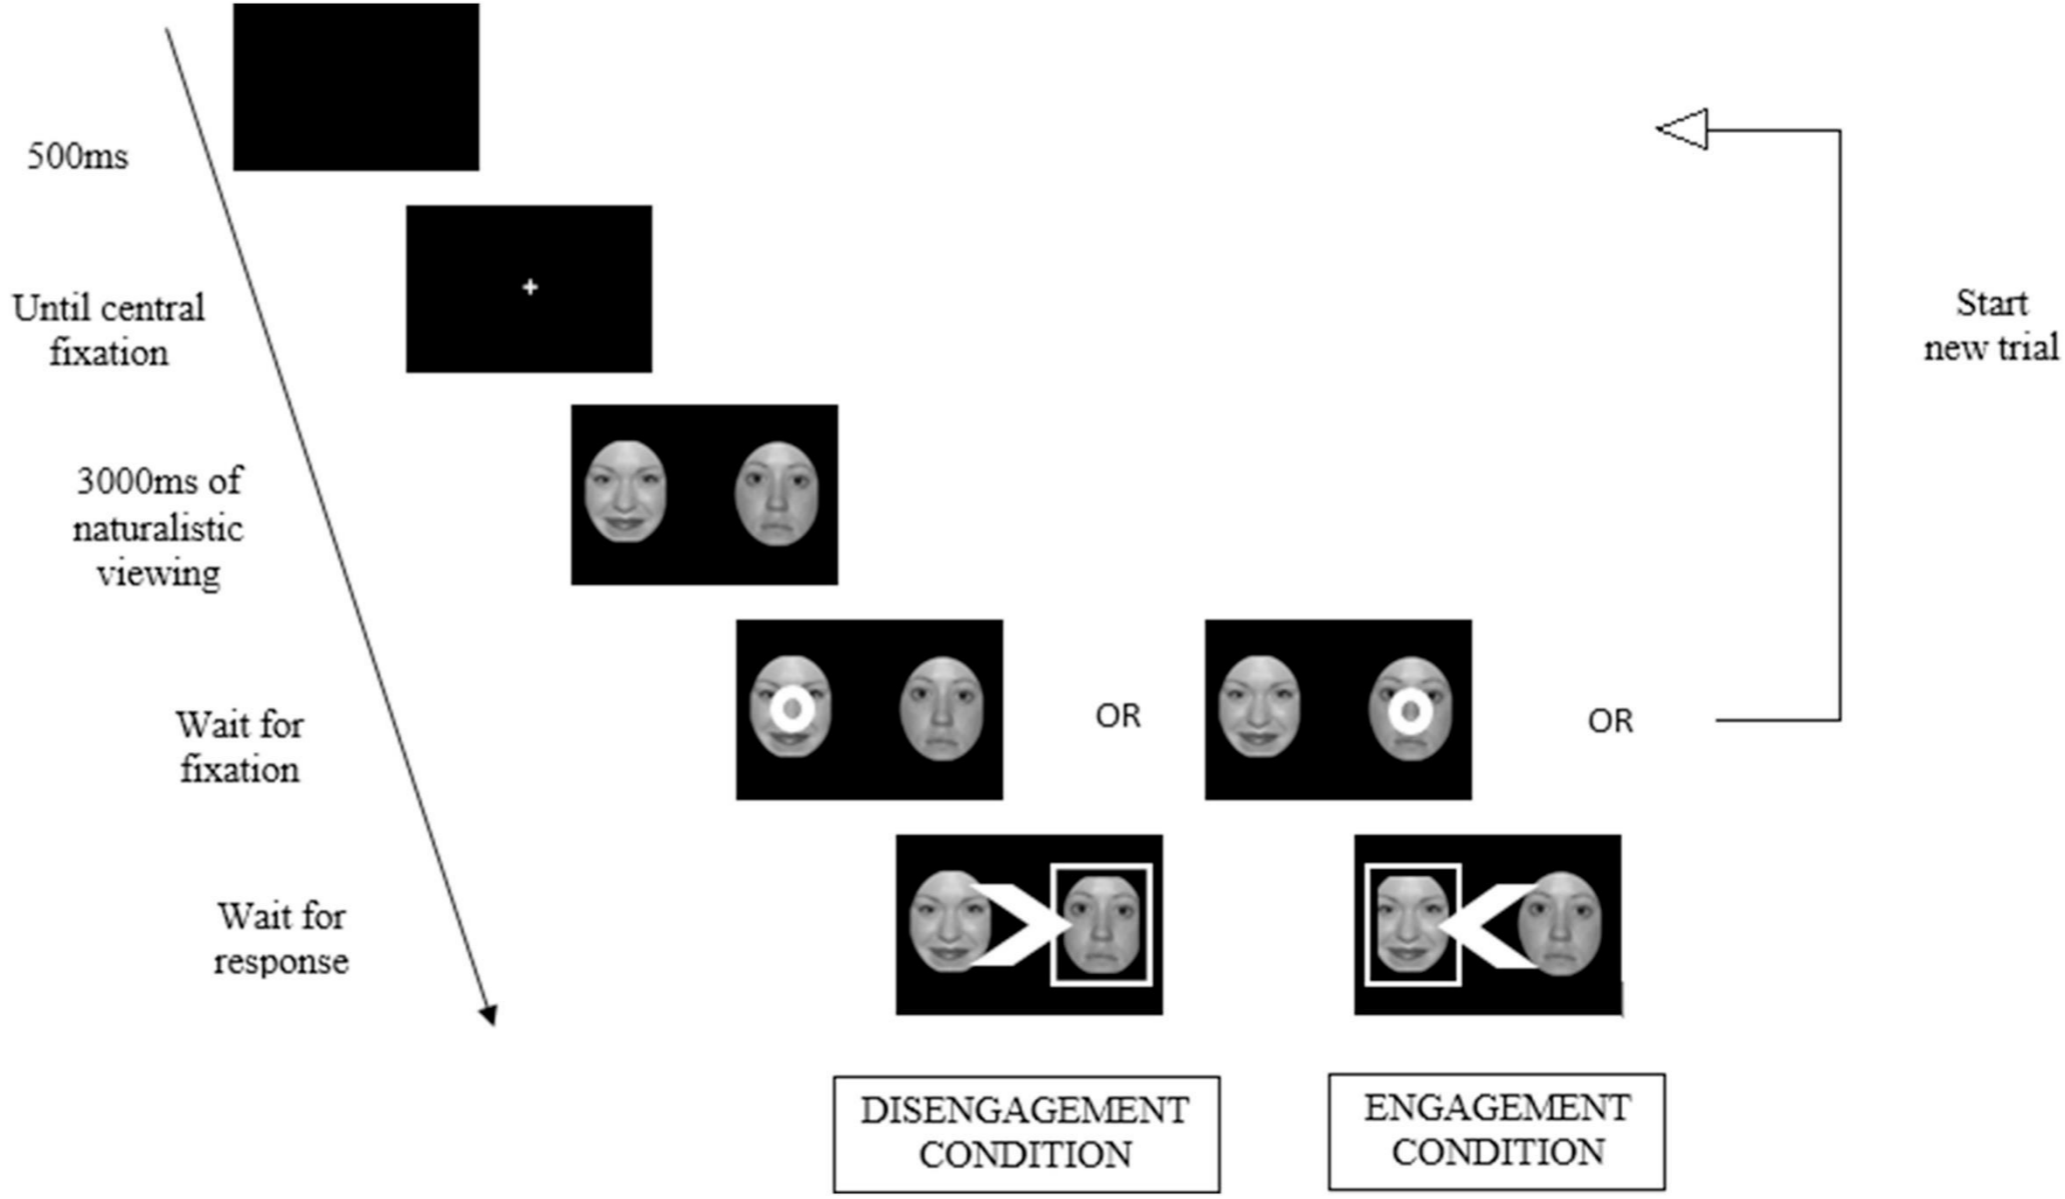 500ms
Until central
fixation
3000ms of
naturalistic
viewing
Wait for
fixation
OR
OR
Start
new trial
Wait for
response
DISENGAGEMENT
CONDITION
ENGAGEMENT
CONDITION